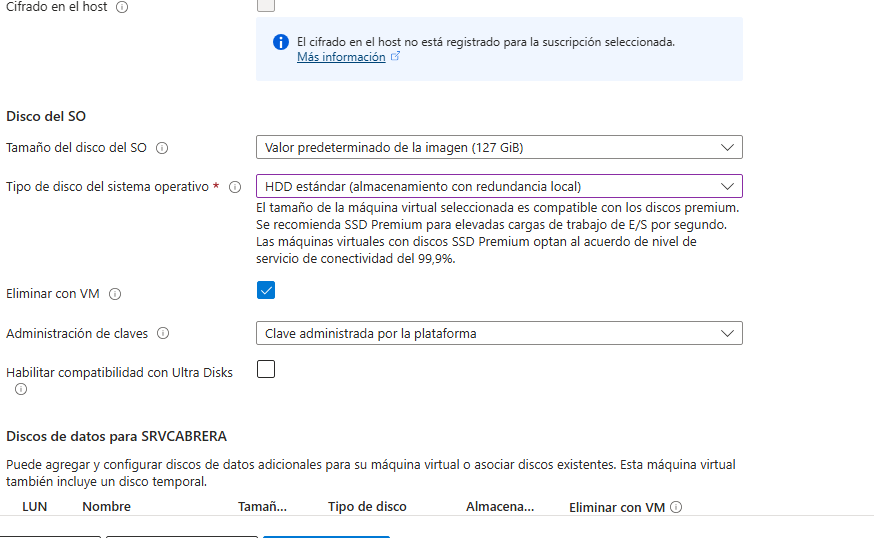 Cifrado en el host
El cifrado en el host no está registrado para la suscripción seleccionada.
Más información
Disco del SO
Tamaño del disco del SO
Valor predeterminado de la imagen (127 GiB)
Tipo de disco del sistema operativo *
HDD estándar (almacenamiento con redundancia local)
El tamaño de la máquina virtual seleccionada es compatible con los discos premium.
Se recomienda SSD Premium para elevadas cargas de trabajo de E/S por segundo.
Las máquinas virtuales con discos SSD Premium optan al acuerdo de nivel de
servicio de conectividad del 99,9%.
Eliminar con VM
Administración de claves
Clave administrada por la plataforma
Habilitar compatibilidad con Ultra Disks
Discos de datos para SRVCABRERA
Puede agregar y configurar discos de datos adicionales para su máquina virtual o asociar discos existentes. Esta máquina virtual
también incluye un disco temporal.
LUN Nombre Tamañ... Tipo de disco Almacena... Eliminar con VM